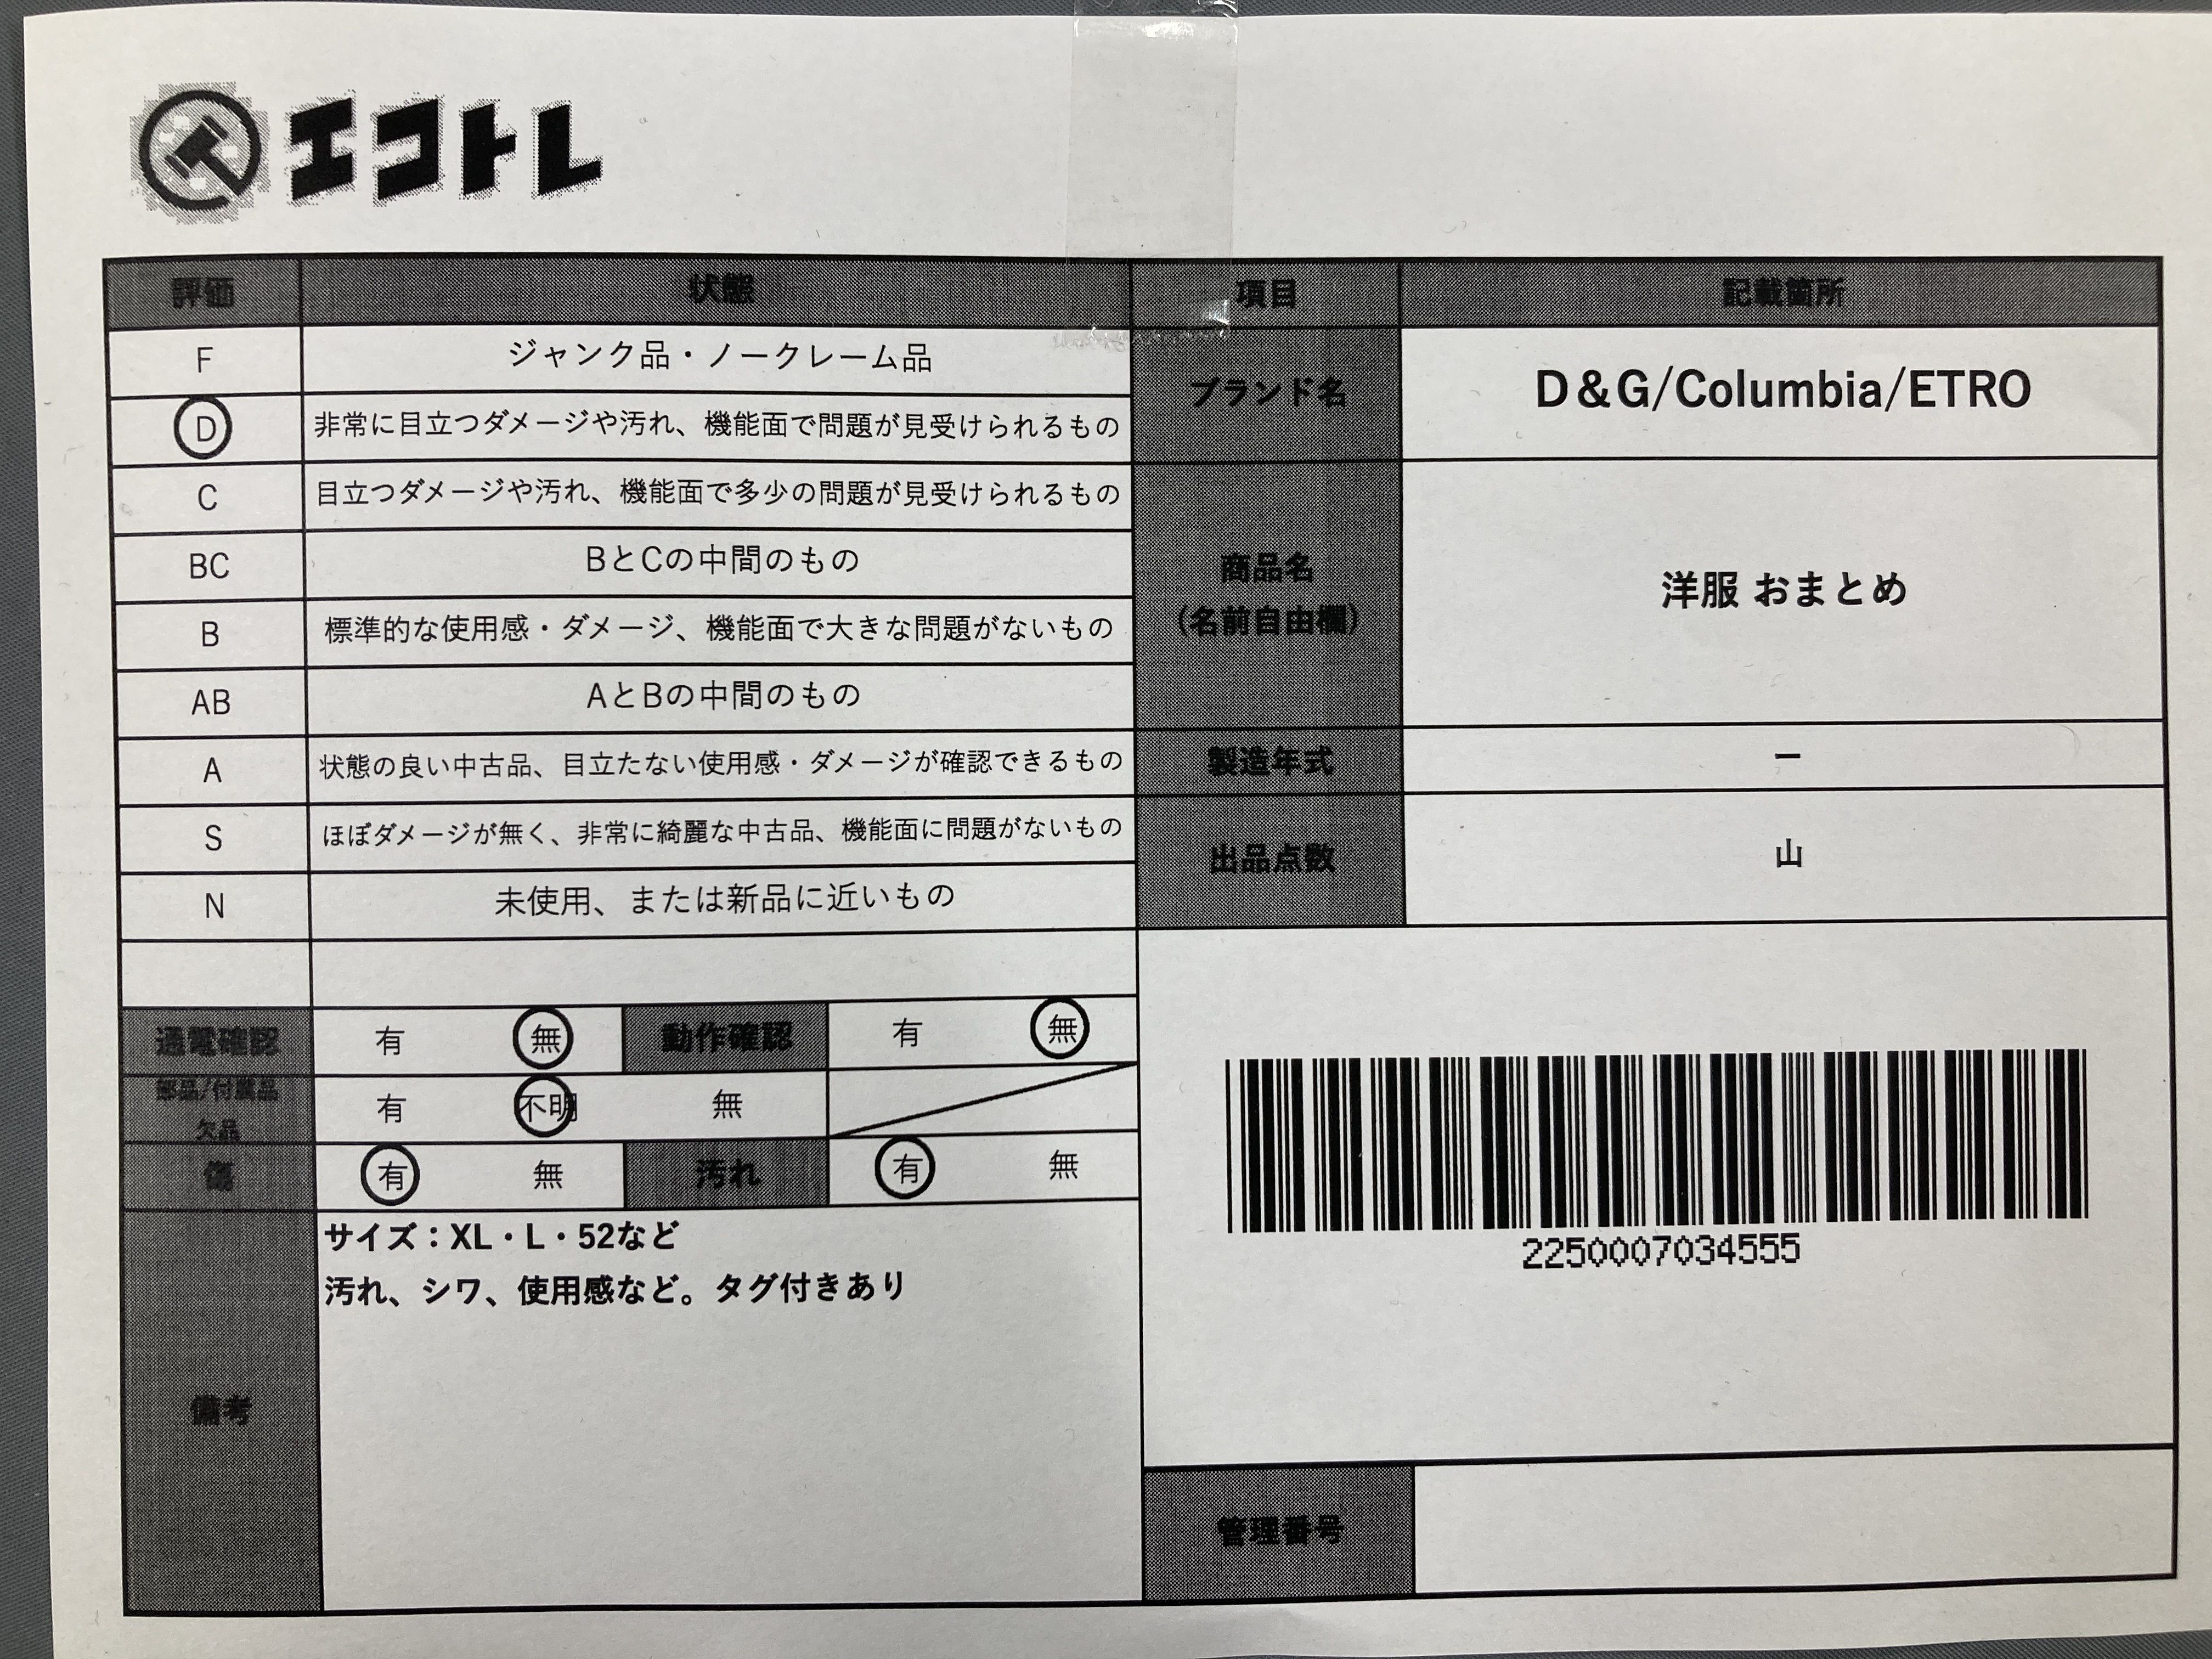 エコトレ
評価 状態
F ジャンク品・ノークレーム品
D 非常に目立つダメージや汚れ、機能面で問題が見受けられるもの
C 目立つダメージや汚れ、機能面で多少の問題が見受けられるもの
BC BとCの中間のもの
B 標準的な使用感・ダメージ、機能面で大きな問題がないもの
AB AとBの中間のもの
A 状態の良い中古品、目立たない使用感・ダメージが確認できるもの
S ほぼダメージが無く、非常に綺麗な中古品、機能面に問題がないもの
N 未使用、または新品に近いもの
通電確認 有 無 動作確認 有 無
部品/付属品 有 不明 無
欠品
傷 有 無 汚れ 有 無
備考
サイズ：XL・L・52など
汚れ、シワ、使用感など。タグ付きあり
項目 記載箇所
ブランド名 D&G/Columbia/ETRO
商品名
(名前自由欄)
洋服 おまとめ
製造年式 ー
出品点数 山
2250007034555
管理番号